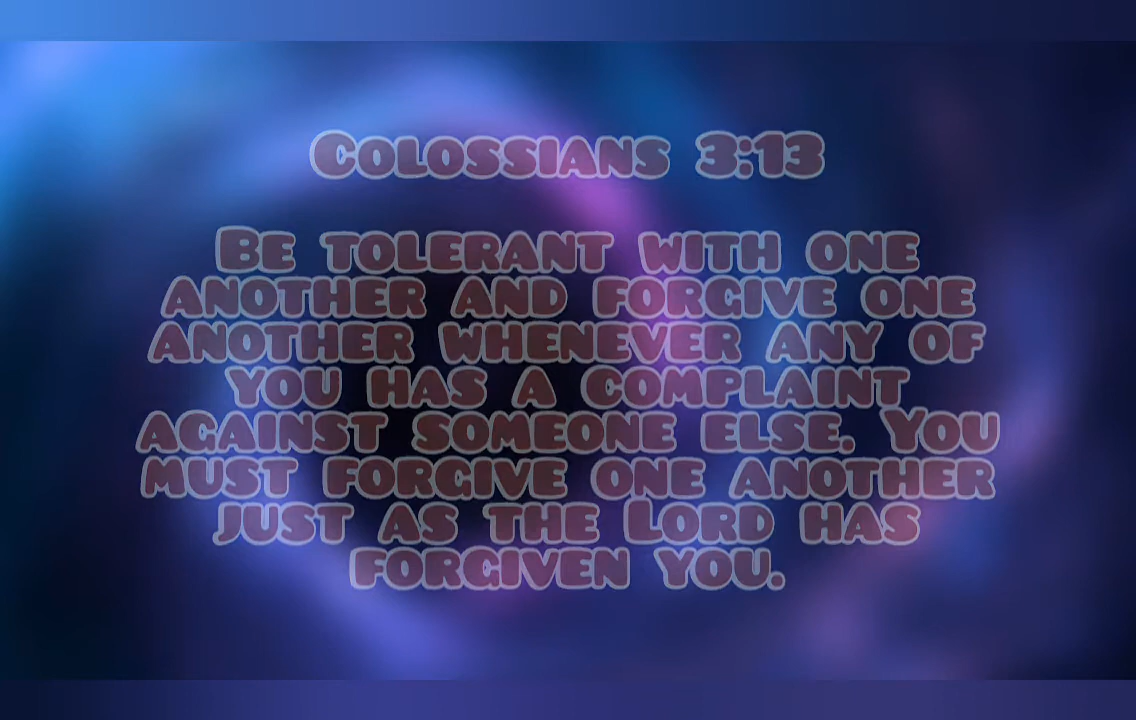 Colossians 3:13
Be tolerant with one
another and forgive one
another whenever any of
you has a complaint
against someone else. You
must forgive one another
just as the Lord has
forgiven you.